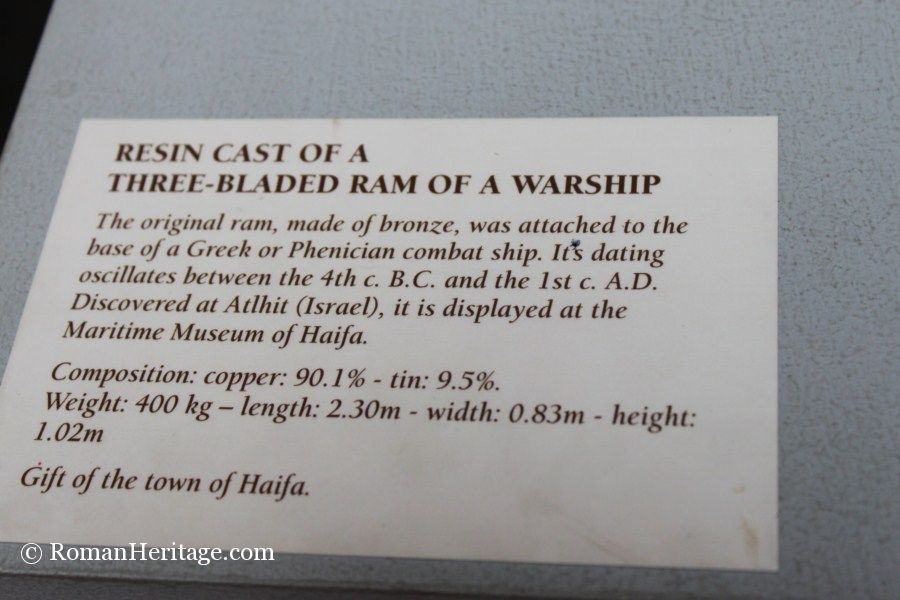 RESIN CAST OF A
THREE-BLADED RAM OF A WARSHIP
The original ram, made of bronze, was attached to the
base of a Greek or Phenician combat ship. It's dating
oscillates between the 4th c. B.C. and the 1st c. A.D.
Discovered at Atlhit (Israel), it is displayed at the
Maritime Museum of Haifa.
Composition: copper: 90.1% - tin: 9.5%.
Weight: 400 kg – length: 2.30m - width: 0.83m - height:
1.02m
Gift of the town of Haifa.
© RomanHeritage.com